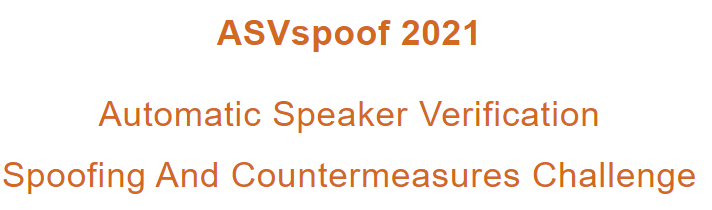 ASVspoof 2021
Automatic Speaker Verification
Spoofing And Countermeasures Challenge